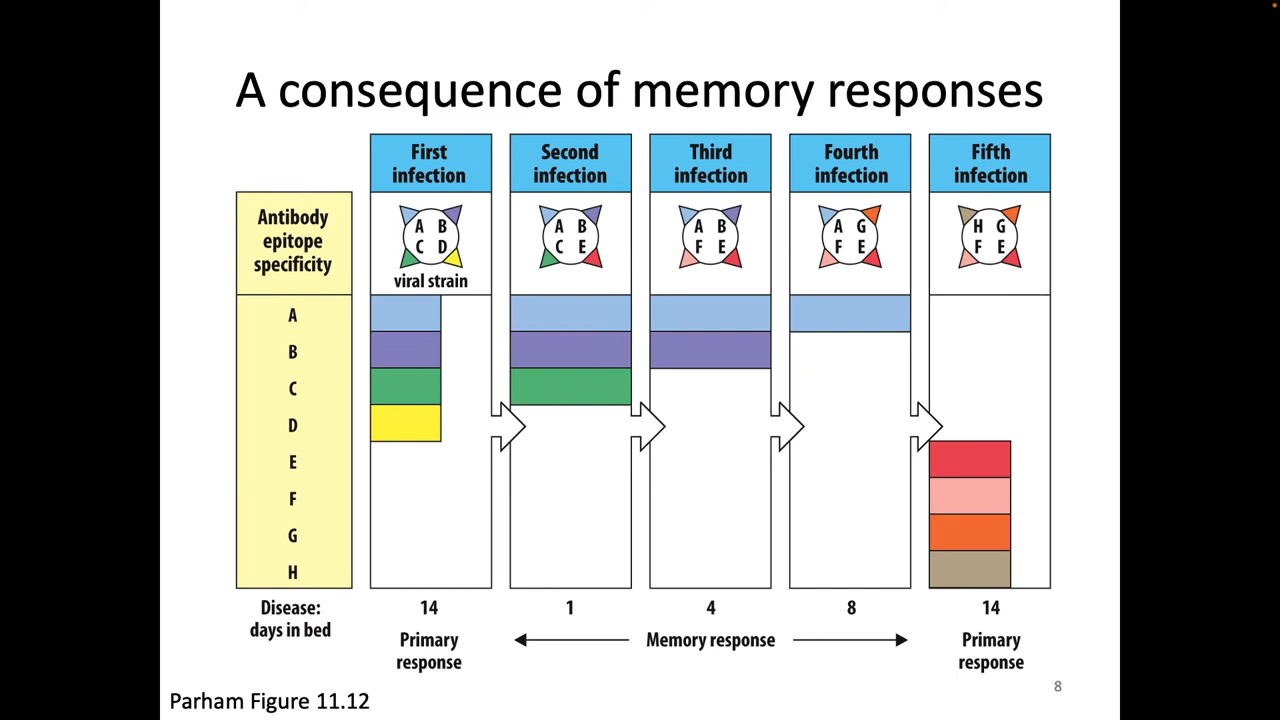 A consequence of memory responses
First
infection
Second
infection
Third
infection
Fourth
infection
Fifth
infection
Antibody
epitope
specificity
A B
C D
viral strain
A B
C E
A B
F E
A G
F E
H G
F E
A
B
C
D
E
F
G
H
Disease:
days in bed
14
1
4
8
14
Primary
response
Memory response
Primary
response
8
Parham Figure 11.12